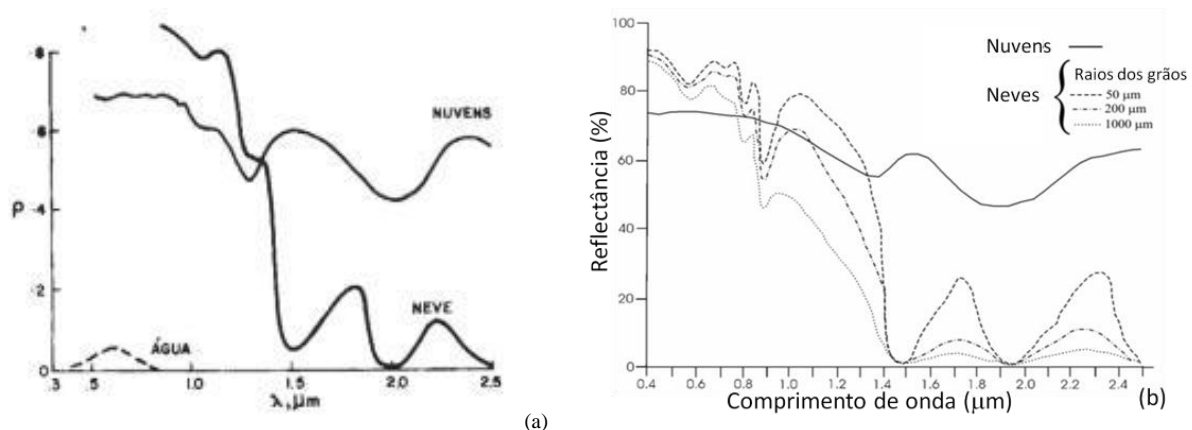 .8
.6
.4
.2
0
ρ
NUVENS
NEVE
ÁGUA
.3 .5 1.0 1.5 2.0 2.5
λ, μm
(a)
100
80
60
40
20
0
Reflectância (%)
Nuvens
Neves
Raios dos grãos
50 μm
200 μm
1000 μm
0.4 0.6 0.8 1.0 1.2 1.4 1.6 1.8 2.0 2.2 2.4
Comprimento de onda (μm)
(b)